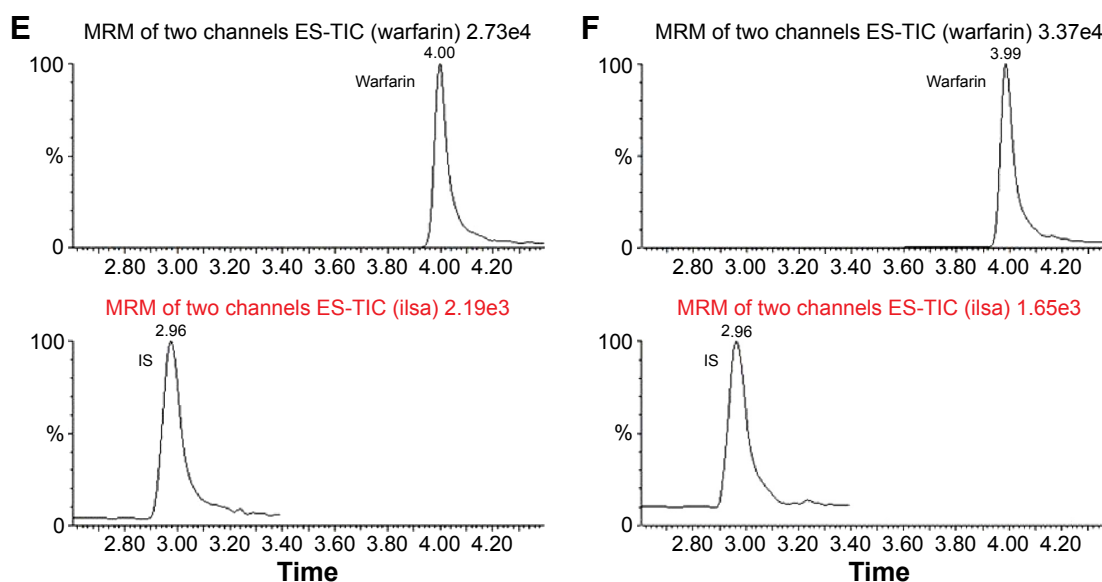 E
MRM of two channels ES-TIC (warfarin) 2.73e4
4.00
Warfarin
100
%
0
2.80 3.00 3.20 3.40 3.60 3.80 4.00 4.20
MRM of two channels ES-TIC (ilsa) 2.19e3
2.96
IS
100
%
0
2.80 3.00 3.20 3.40 3.60 3.80 4.00 4.20
Time
F
MRM of two channels ES-TIC (warfarin) 3.37e4
3.99
Warfarin
100
%
0
2.80 3.00 3.20 3.40 3.60 3.80 4.00 4.20
MRM of two channels ES-TIC (ilsa) 1.65e3
2.96
IS
100
%
0
2.80 3.00 3.20 3.40 3.60 3.80 4.00 4.20
Time